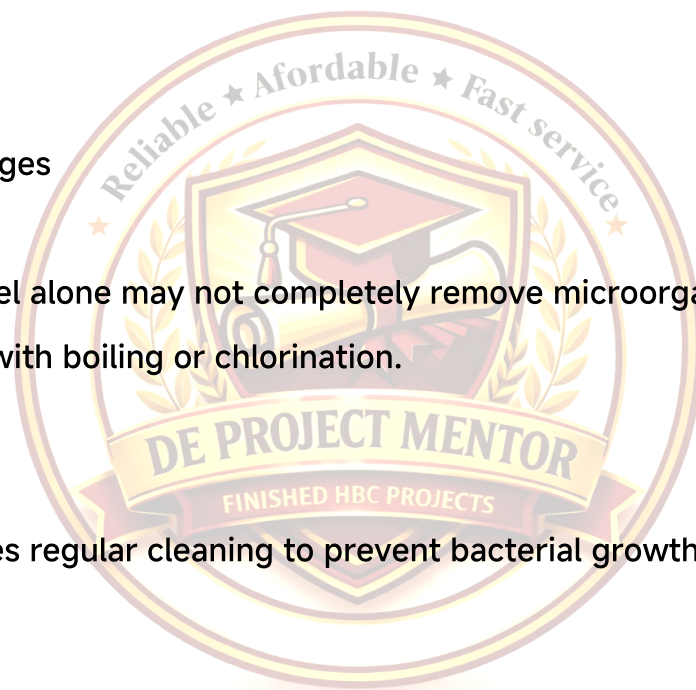 Reliable ★ Afordable ★ Fast service
ges
el alone may not completely remove microorga
with boiling or chlorination.
DE PROJECT MENTOR
FINISHED HBC PROJECTS
es regular cleaning to prevent bacterial growth